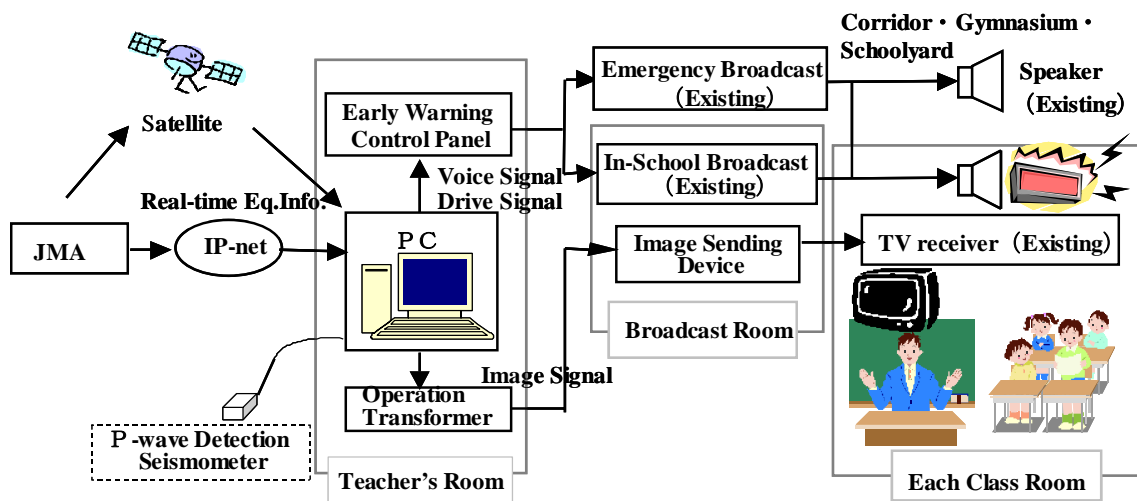 Corridor・Gymnasium・
Schoolyard
Satellite
Early Warning
Control Panel
Emergency Broadcast
（Existing）
Speaker
（Existing）
In-School Broadcast
（Existing）
Voice Signal
Drive Signal
Real-time Eq.Info.
JMA
IP-net
ＰＣ
Image Sending
Device
TV receiver（Existing）
Broadcast Room
Image Signal
Operation
Transformer
Ｐ-wave Detection
Seismometer
Teacher's Room
Each Class Room